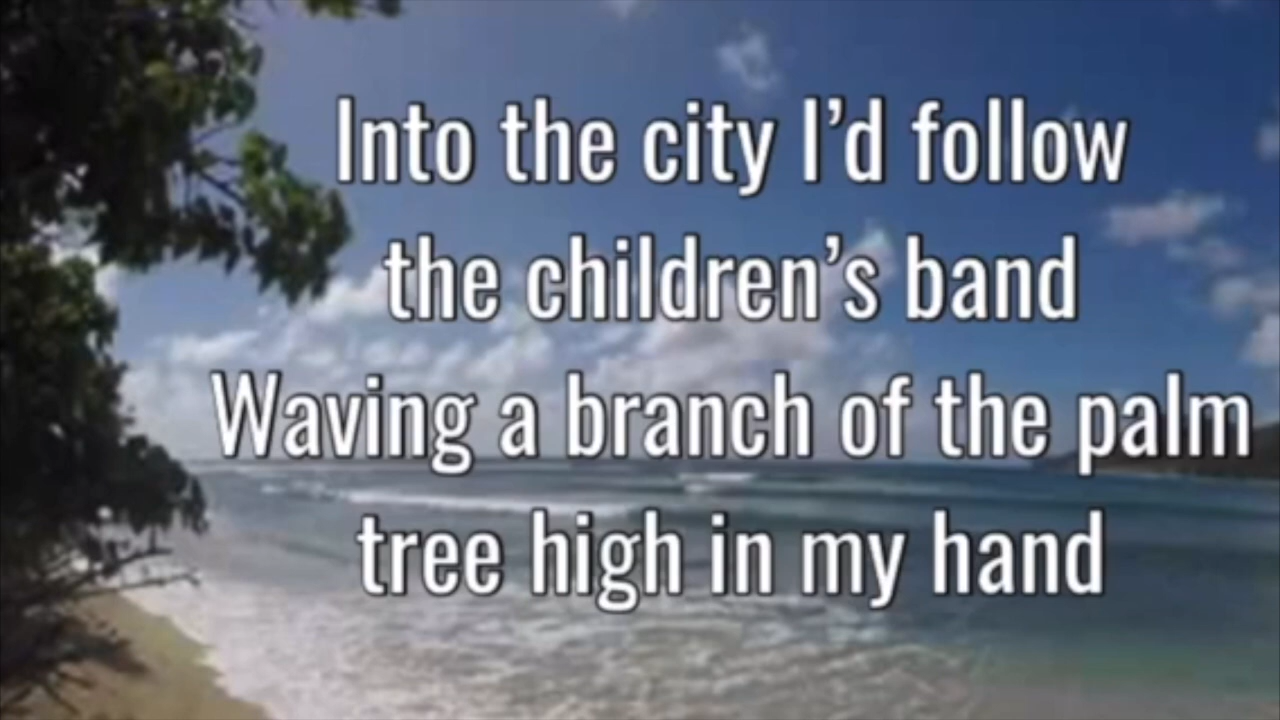 Into the city I’d follow
the children’s band
Waving a branch of the palm
tree high in my hand